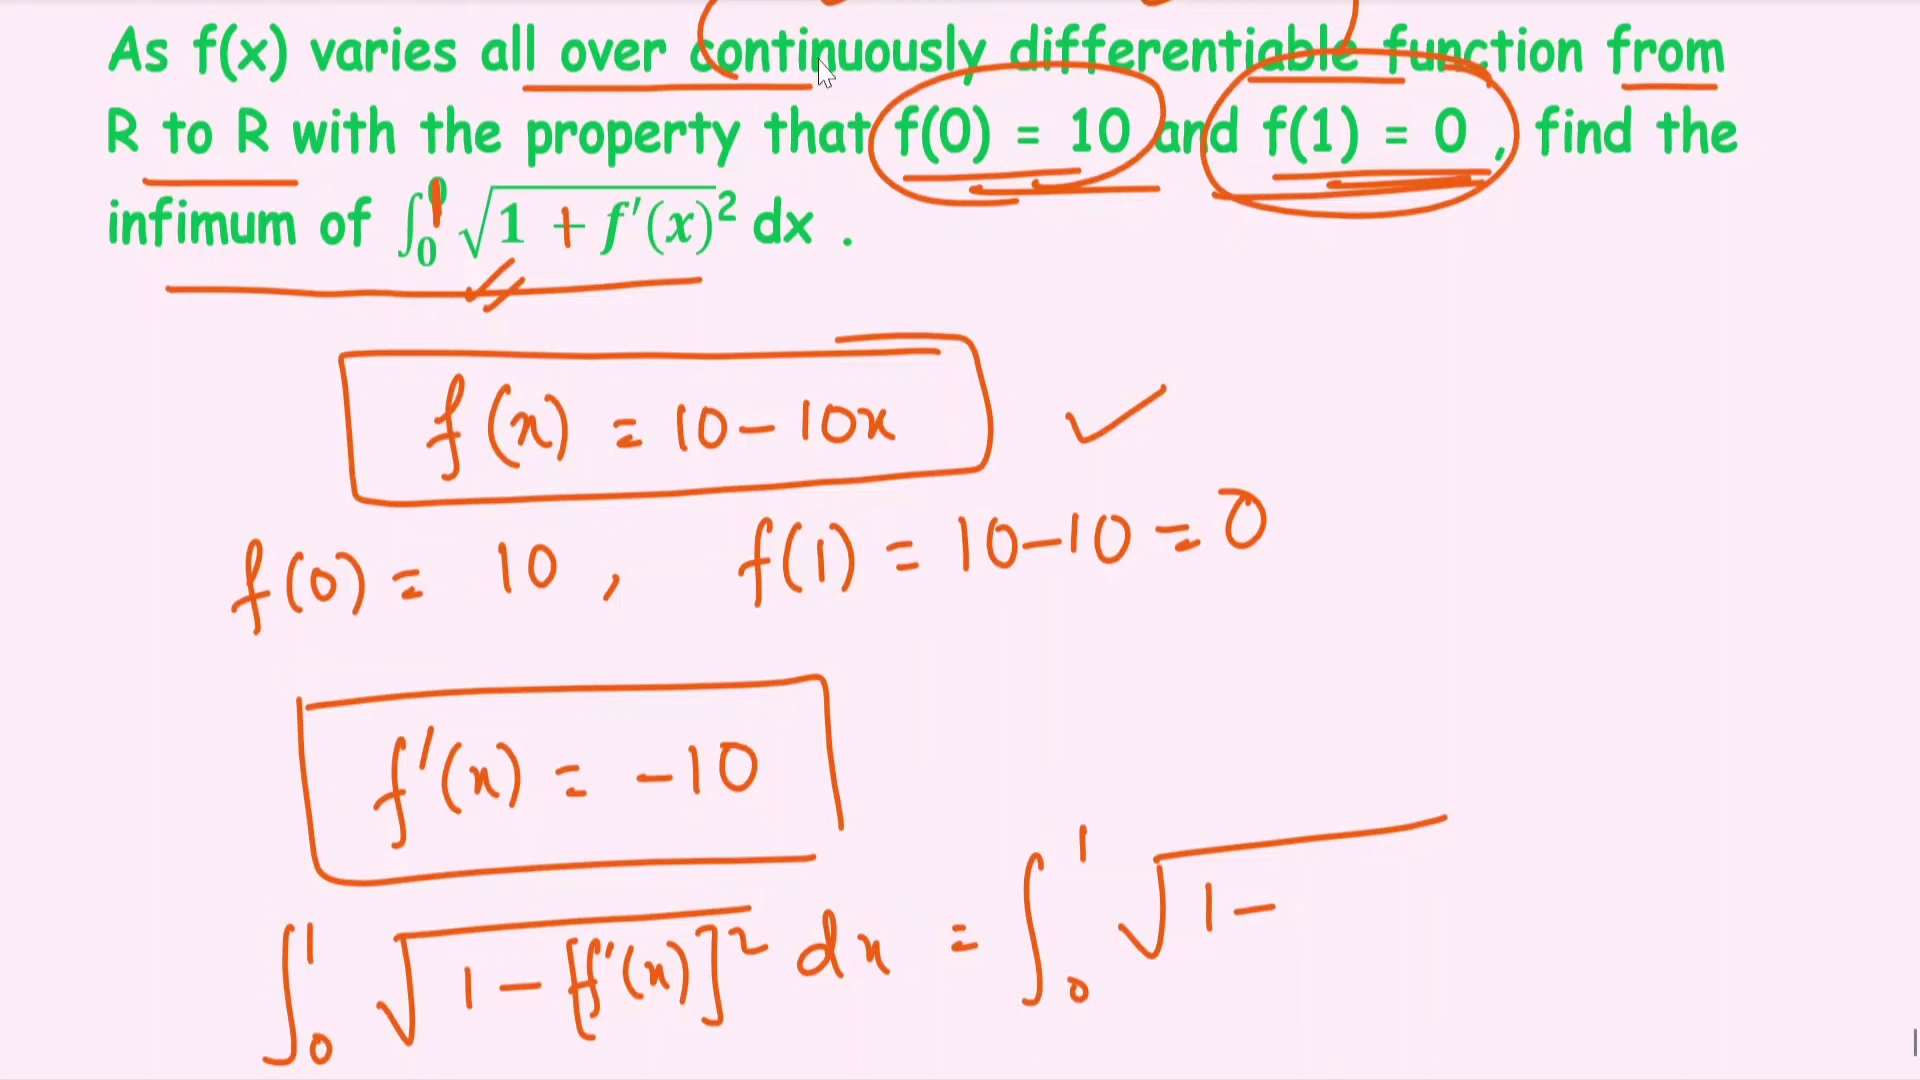 As f(x) varies all over continuously differentiable function from
R to R with the property that f(0) = 10 and f(1) = 0 , find the
infimum of ∫₀¹ √1 + f′(x)² dx .
f(x) = 10 - 10x
f(0) = 10 , f(1) = 10-10 = 0
f'(x) = -10
∫₀¹ √1 - [f'(x)]² dx = ∫₀¹ √1 -